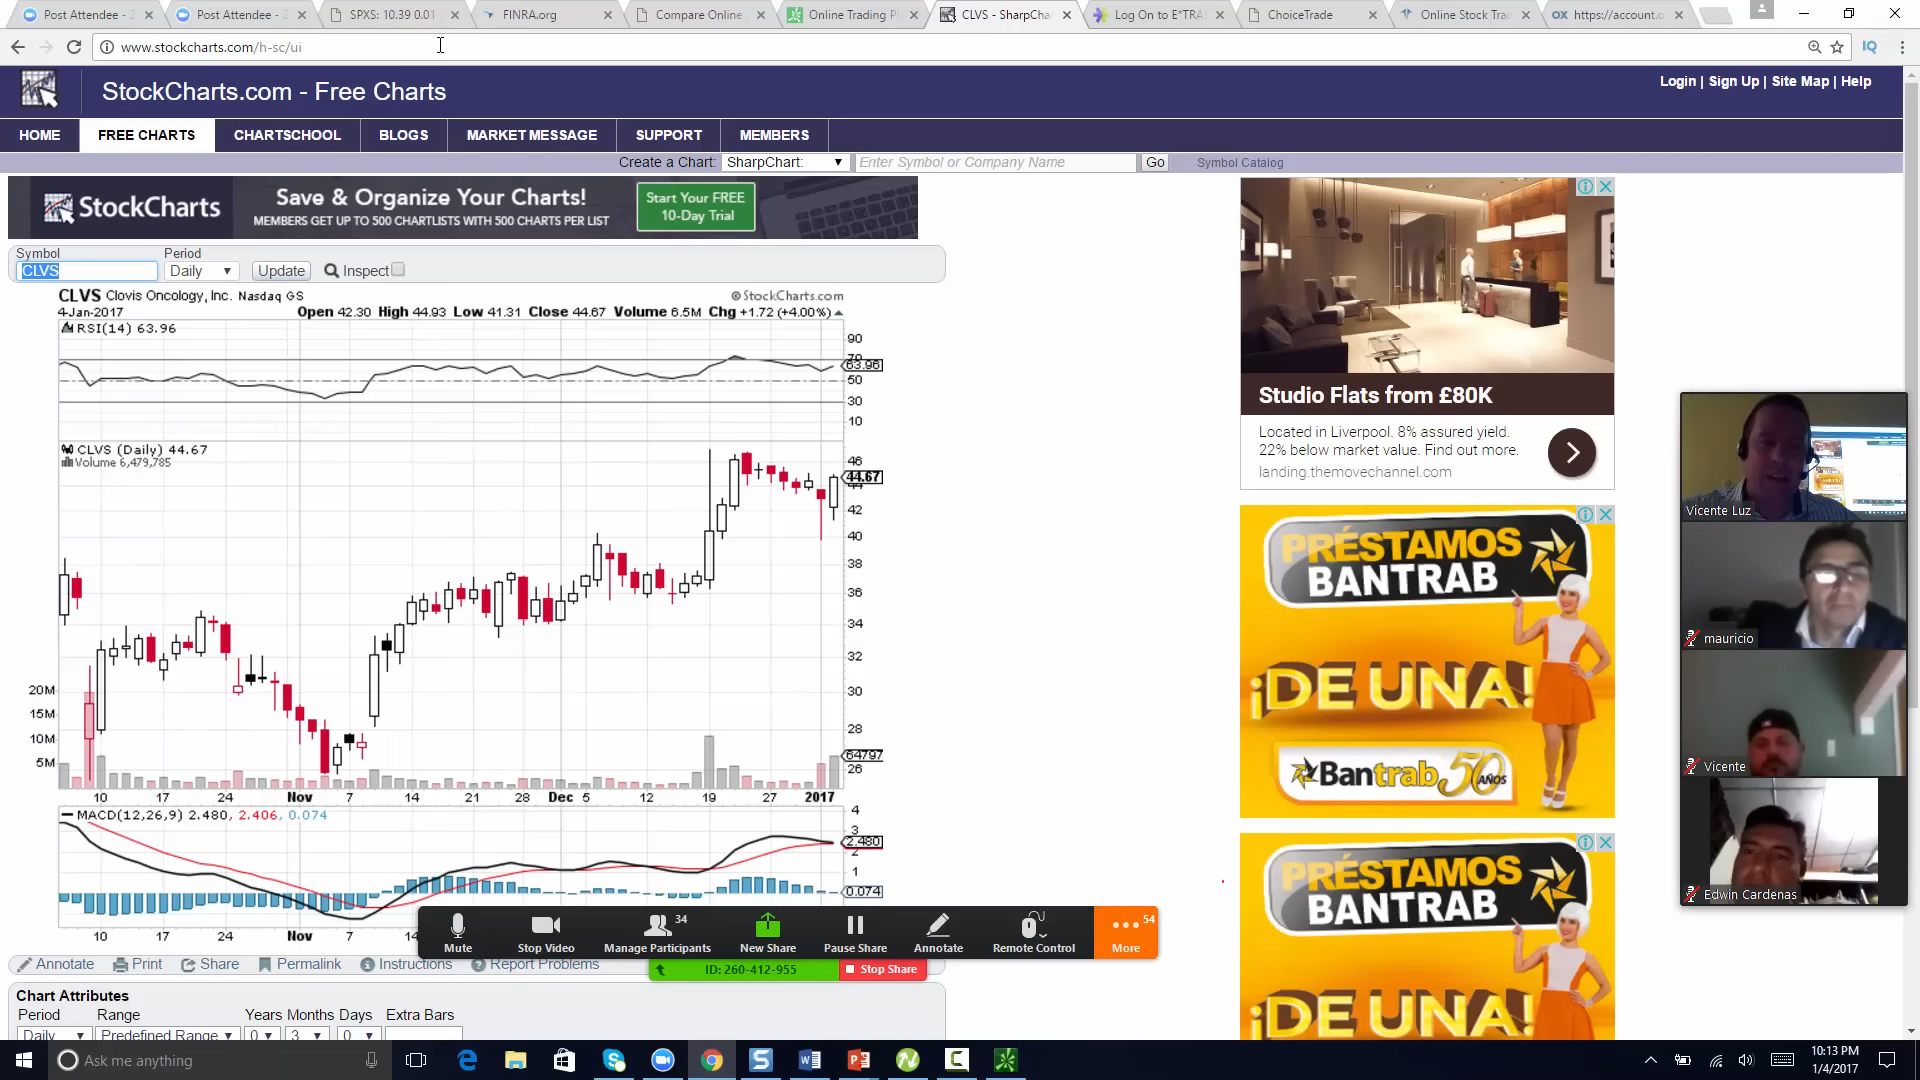 Post Attendee - Z
Post Attendee - Z
SPXS: 10.39 0.01
FINRA.org
Compare Online
Online Trading Pl
CLVS - SharpCha
Log On to E*TRA
ChoiceTrade
Online Stock Trad
OX https://account.o
www.stockcharts.com/h-sc/ui
IQ
StockCharts.com - Free Charts
Login | Sign Up | Site Map | Help
HOME
FREE CHARTS
CHARTSCHOOL
BLOGS
MARKET MESSAGE
SUPPORT
MEMBERS
Create a Chart: SharpChart: Enter Symbol or Company Name Go Symbol Catalog
StockCharts
Save & Organize Your Charts!
MEMBERS GET UP TO 500 CHARTLISTS WITH 500 CHARTS PER LIST
Start Your FREE
10-Day Trial
Symbol Period
CLVS Daily Update Inspect
CLVS Clovis Oncology, Inc. Nasdaq GS
© StockCharts.com
4-Jan-2017
Open 42.30 High 44.93 Low 41.31 Close 44.67 Volume 6.5M Chg +1.72 (+4.00%)
RSI(14) 63.96
90
70
63.96
50
30
10
CLVS (Daily) 44.67
Volume 6,479,785
46
44.67
44
42
40
38
36
34
32
30
28
26
20M
15M
10M
5M
64797
10 17 24 Nov 7 14 21 28 Dec 5 12 19 27 2017
MACD(12,26,9) 2.480, 2.406, 0.074
4
3
2.480
2
1
0.074
10 17 24 Nov 7 14
Annotate Print Share Permalink Instructions Report Problems
Chart Attributes
Period Range Years Months Days Extra Bars
Daily Predefined Range 0 3 0
Studio Flats from £80K
Located in Liverpool. 8% assured yield.
22% below market value. Find out more.
landing.themovechannel.com
PRÉSTAMOS
BANTRAB
¡DE UNA!
Bantrab 50 AÑOS
PRÉSTAMOS
BANTRAB
¡DE UNA!
Vicente Luz
mauricio
Vicente
Edwin Cardenas
Mute
Stop Video
34
Manage Participants
New Share
Pause Share
Annotate
Remote Control
54
More
ID: 260-412-955
Stop Share
Ask me anything
10:13 PM
1/4/2017